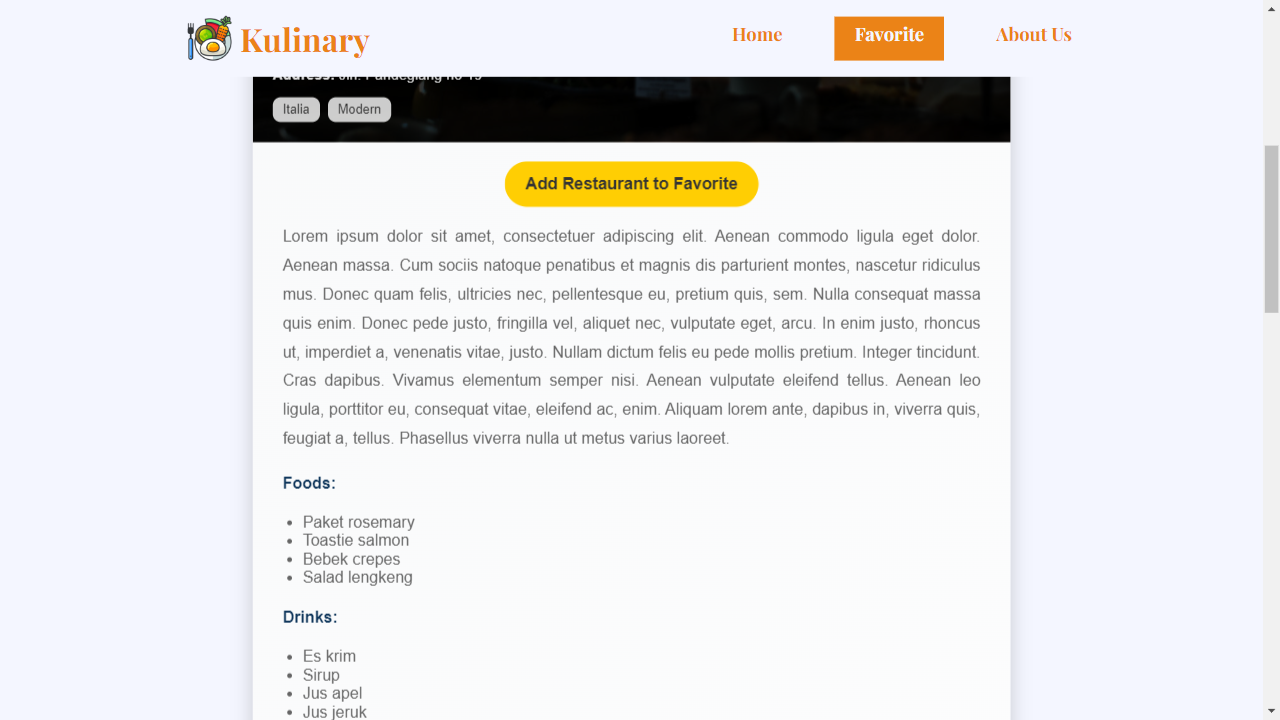 Kulinary
Home
Favorite
About Us
Address: Jln. Pandeglang no 19
Italia
Modern
Add Restaurant to Favorite
Lorem ipsum dolor sit amet, consectetuer adipiscing elit. Aenean commodo ligula eget dolor.
Aenean massa. Cum sociis natoque penatibus et magnis dis parturient montes, nascetur ridiculus
mus. Donec quam felis, ultricies nec, pellentesque eu, pretium quis, sem. Nulla consequat massa
quis enim. Donec pede justo, fringilla vel, aliquet nec, vulputate eget, arcu. In enim justo, rhoncus
ut, imperdiet a, venenatis vitae, justo. Nullam dictum felis eu pede mollis pretium. Integer tincidunt.
Cras dapibus. Vivamus elementum semper nisi. Aenean vulputate eleifend tellus. Aenean leo
ligula, porttitor eu, consequat vitae, eleifend ac, enim. Aliquam lorem ante, dapibus in, viverra quis,
feugiat a, tellus. Phasellus viverra nulla ut metus varius laoreet.
Foods:
• Paket rosemary
• Toastie salmon
• Bebek crepes
• Salad lengkeng
Drinks:
• Es krim
• Sirup
• Jus apel
• Jus jeruk